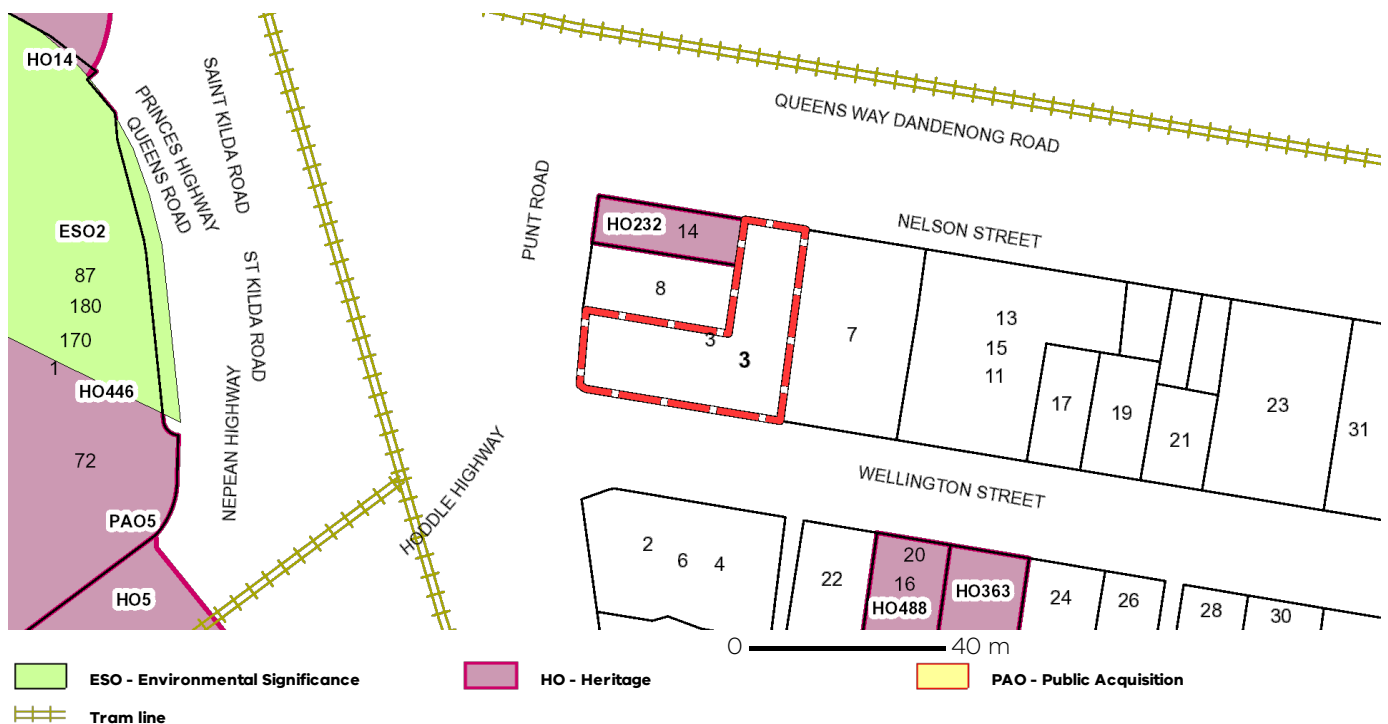 HO14
PRINCES HIGHWAY
QUEENS ROAD
SAINT KILDA ROAD
QUEENS WAY DANDENONG ROAD
PUNT ROAD
NELSON STREET
HO232
14
ESO2
87
180
170
1
ST KILDA ROAD
8
3
3
7
13
15
11
HO446
NEPEAN HIGHWAY
17
19
21
23
31
72
HODDLE HIGHWAY
WELLINGTON STREET
PAO5
HO5
2
6
4
22
20
16
HO488
HO363
24
26
28
30
0
40 m
ESO - Environmental Significance
HO - Heritage
PAO - Public Acquisition
Tram line